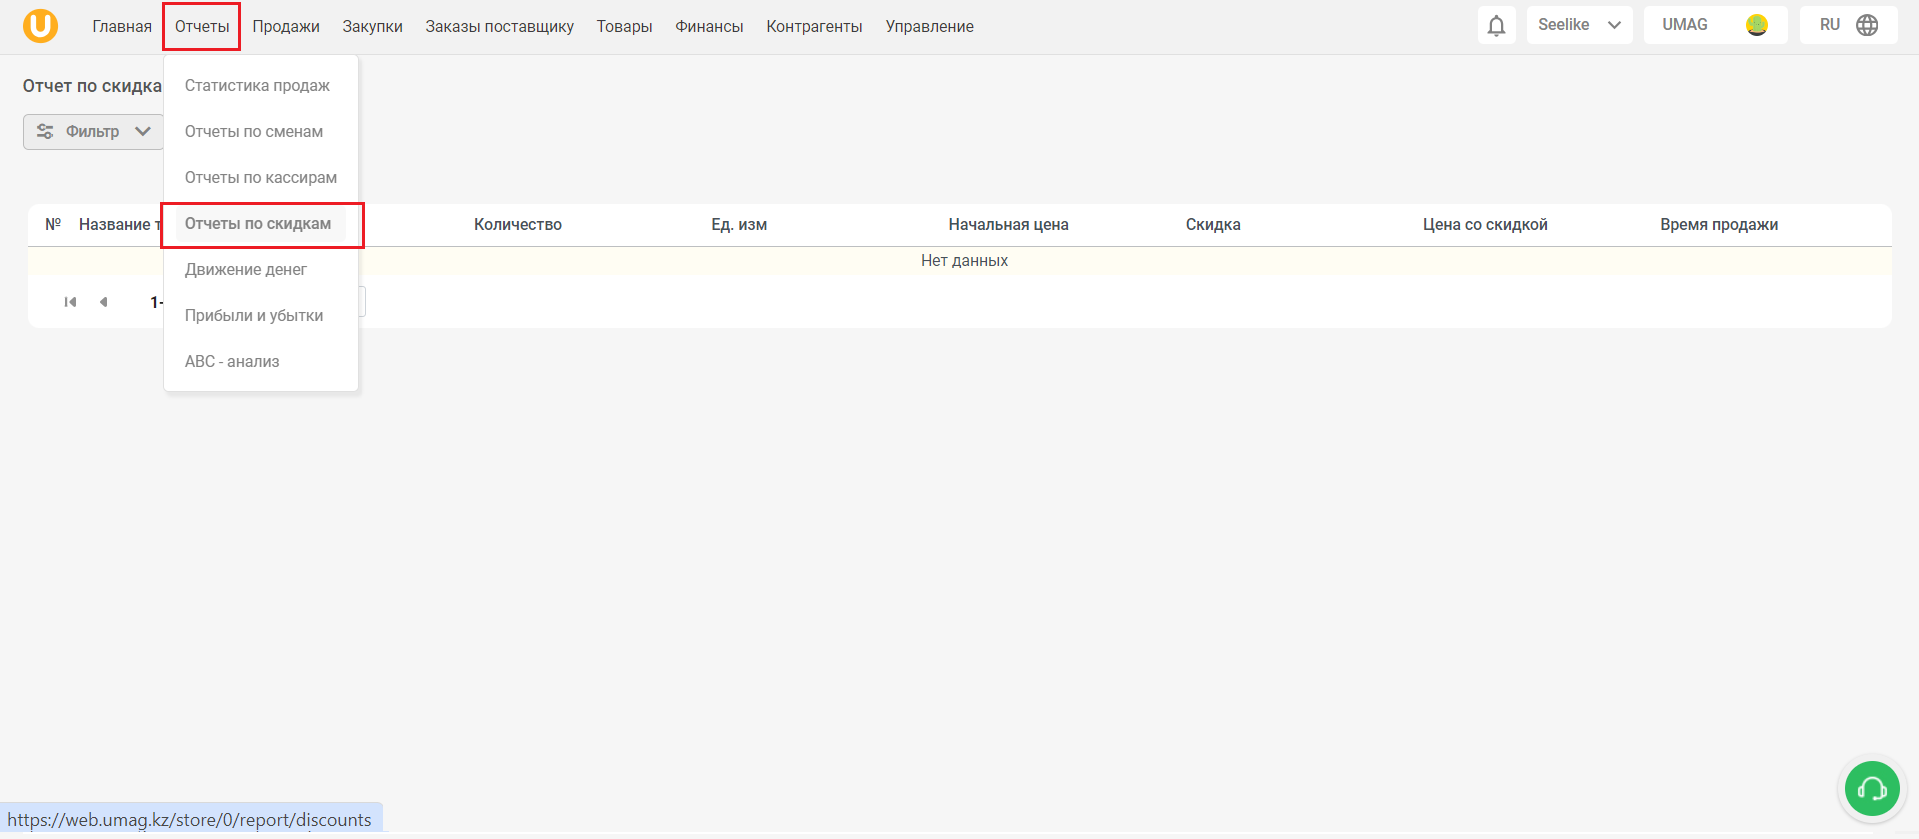 Главная Отчеты Продажи Закупки Заказы поставщику Товары Финансы Контрагенты Управление Seelike UMAG RU
Отчет по скидка
Фильтр
Статистика продаж
Отчеты по сменам
Отчеты по кассирам
Отчеты по скидкам
Движение денег
Прибыли и убытки
ABC - анализ
№ Название т Количество Ед. изм Начальная цена Скидка Цена со скидкой Время продажи
Нет данных
1-
https://web.umag.kz/store/0/report/discounts